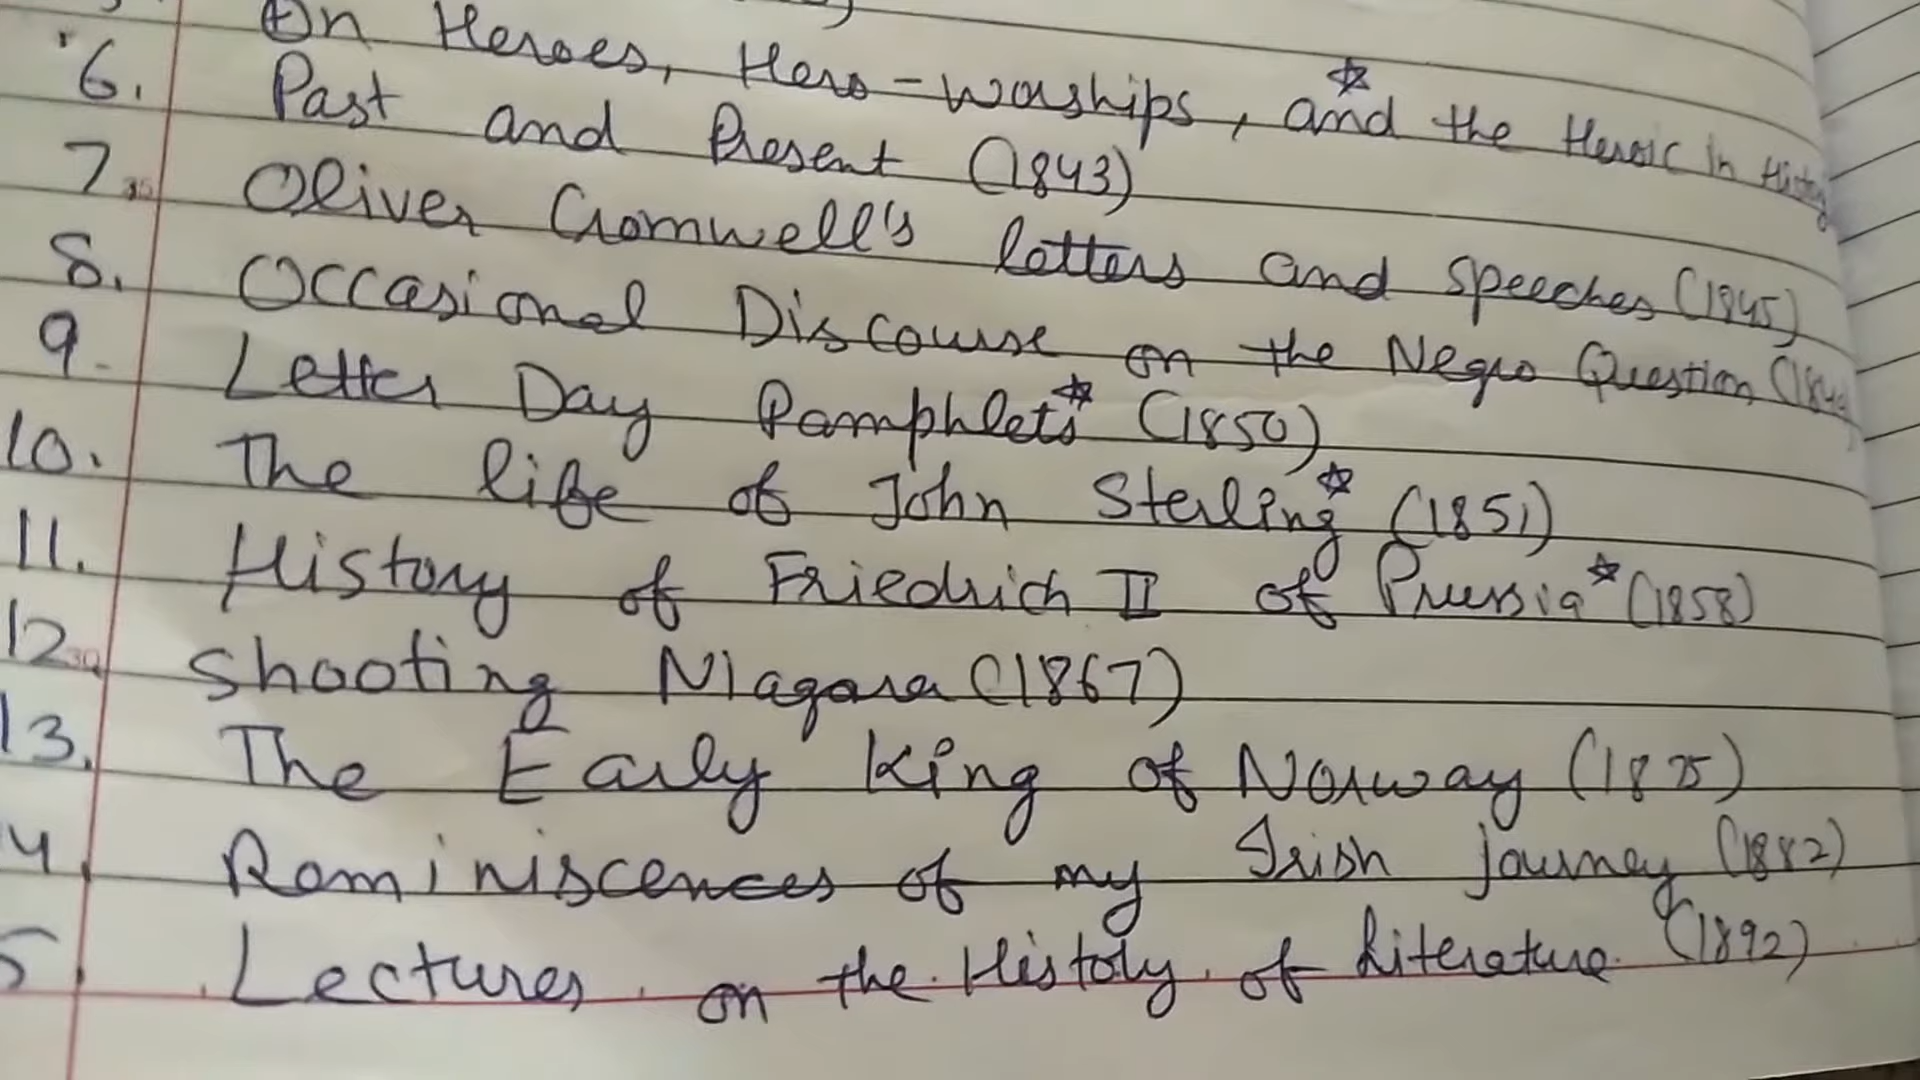 On Heroes, Hero-worships, and the Heroic in History
6. Past and Present (1843)
7. Oliver Cromwell's letters and speeches (1845)
8. Occasional Discourse on the Negro Question
9. Letter Day Pamphlets* (1850)
10. The life of John Sterling* (1851)
11. History of Friedrich II of Prussia* (1858)
12. Shooting Niagara (1867)
13. The Early King of Norway (1875)
4. Reminiscences of my Irish journey (1882)
5. Lectures on the History of Literature (1892)